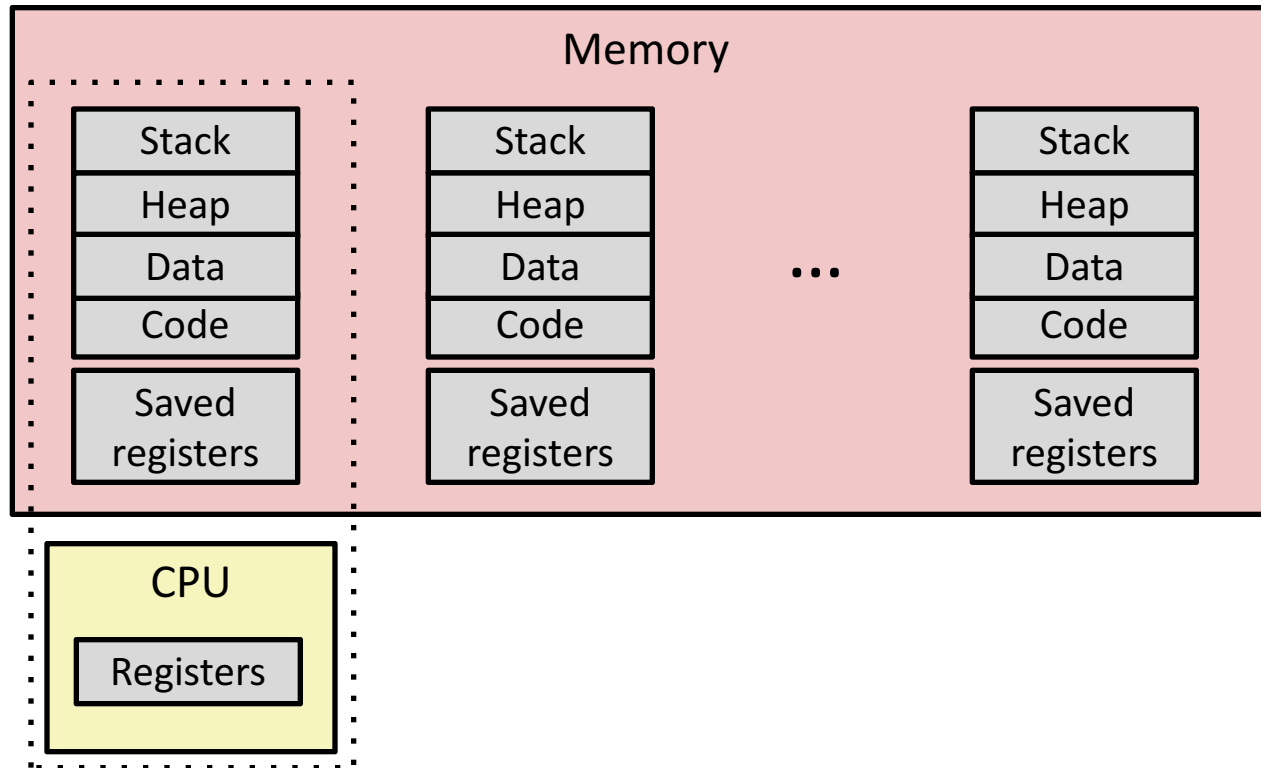 Memory
Stack
Heap
Data
Code
Saved
registers
Stack
Heap
Data
Code
Saved
registers
...
Stack
Heap
Data
Code
Saved
registers
CPU
Registers